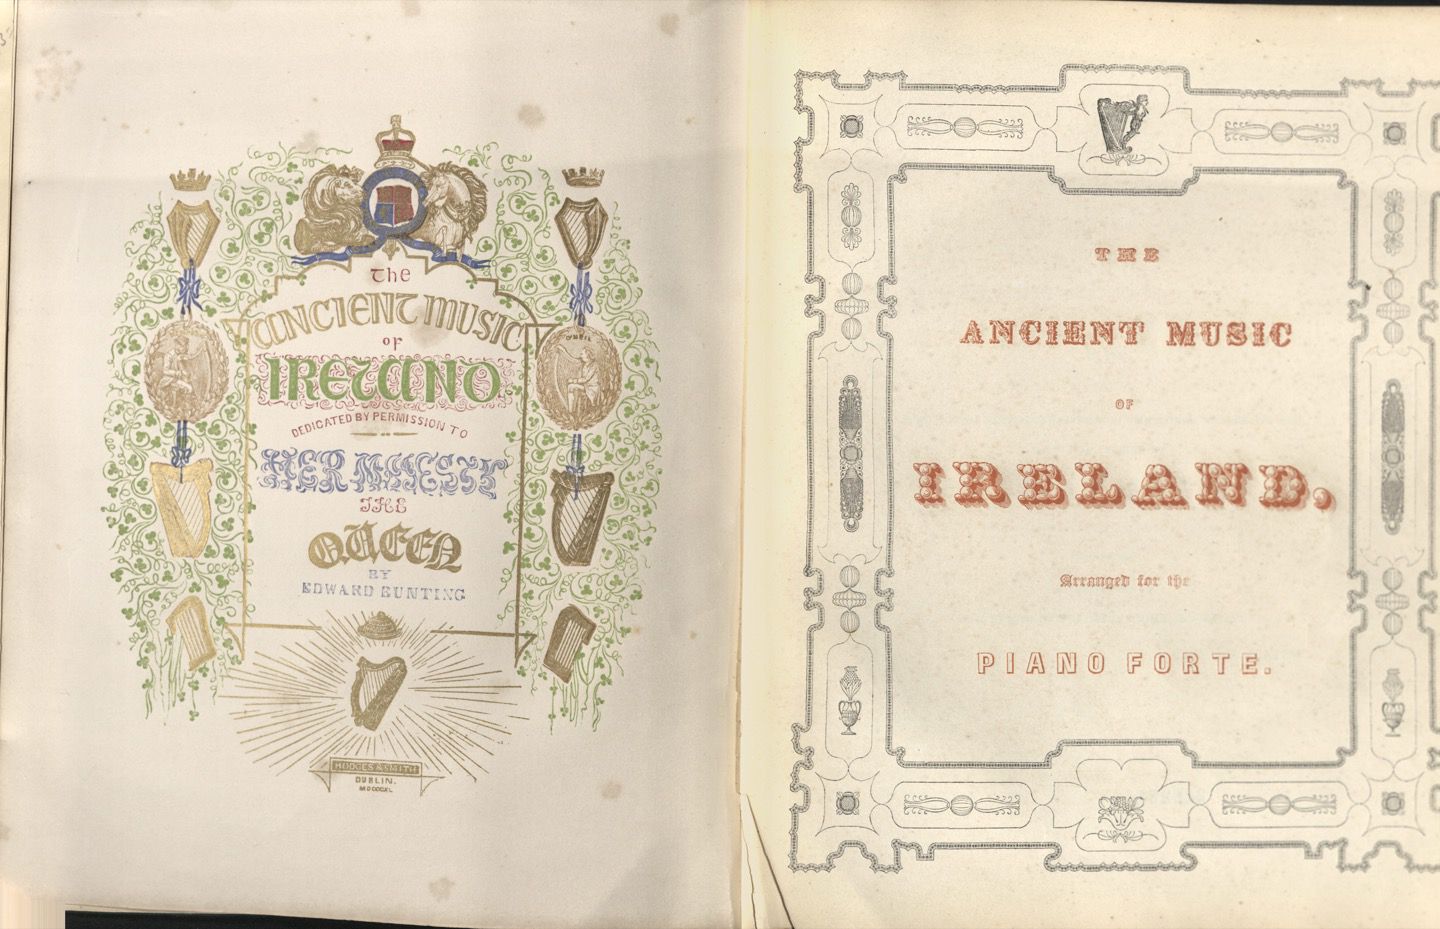 the
ANCIENT MUSIC
OF
IRELAND
DEDICATED BY PERMISSION TO
HER MAJESTY
THE
QUEEN
BY
EDWARD BUNTING
O'NEIL
HODGES & SMITH
DUBLIN.
MDCCCXL
THE
ANCIENT MUSIC
OF
IRELAND,
Arranged for the
PIANO FORTE.